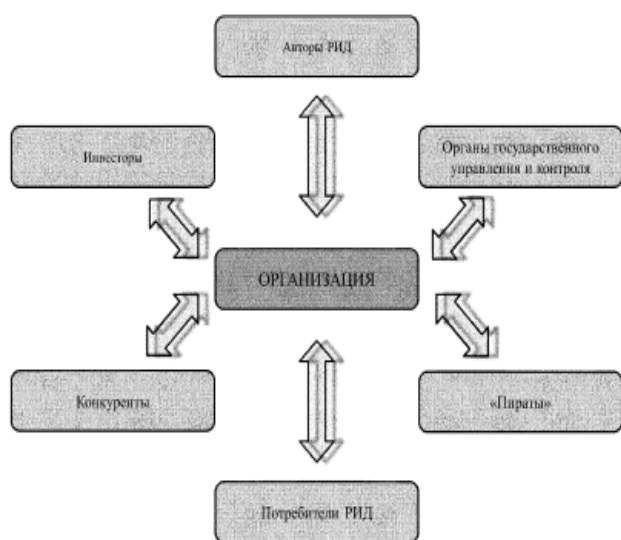 Авторы РИД
Инвесторы
Органы государственного
управления и контроля
ОРГАНИЗАЦИЯ
Конкуренты
«Пираты»
Потребители РИД